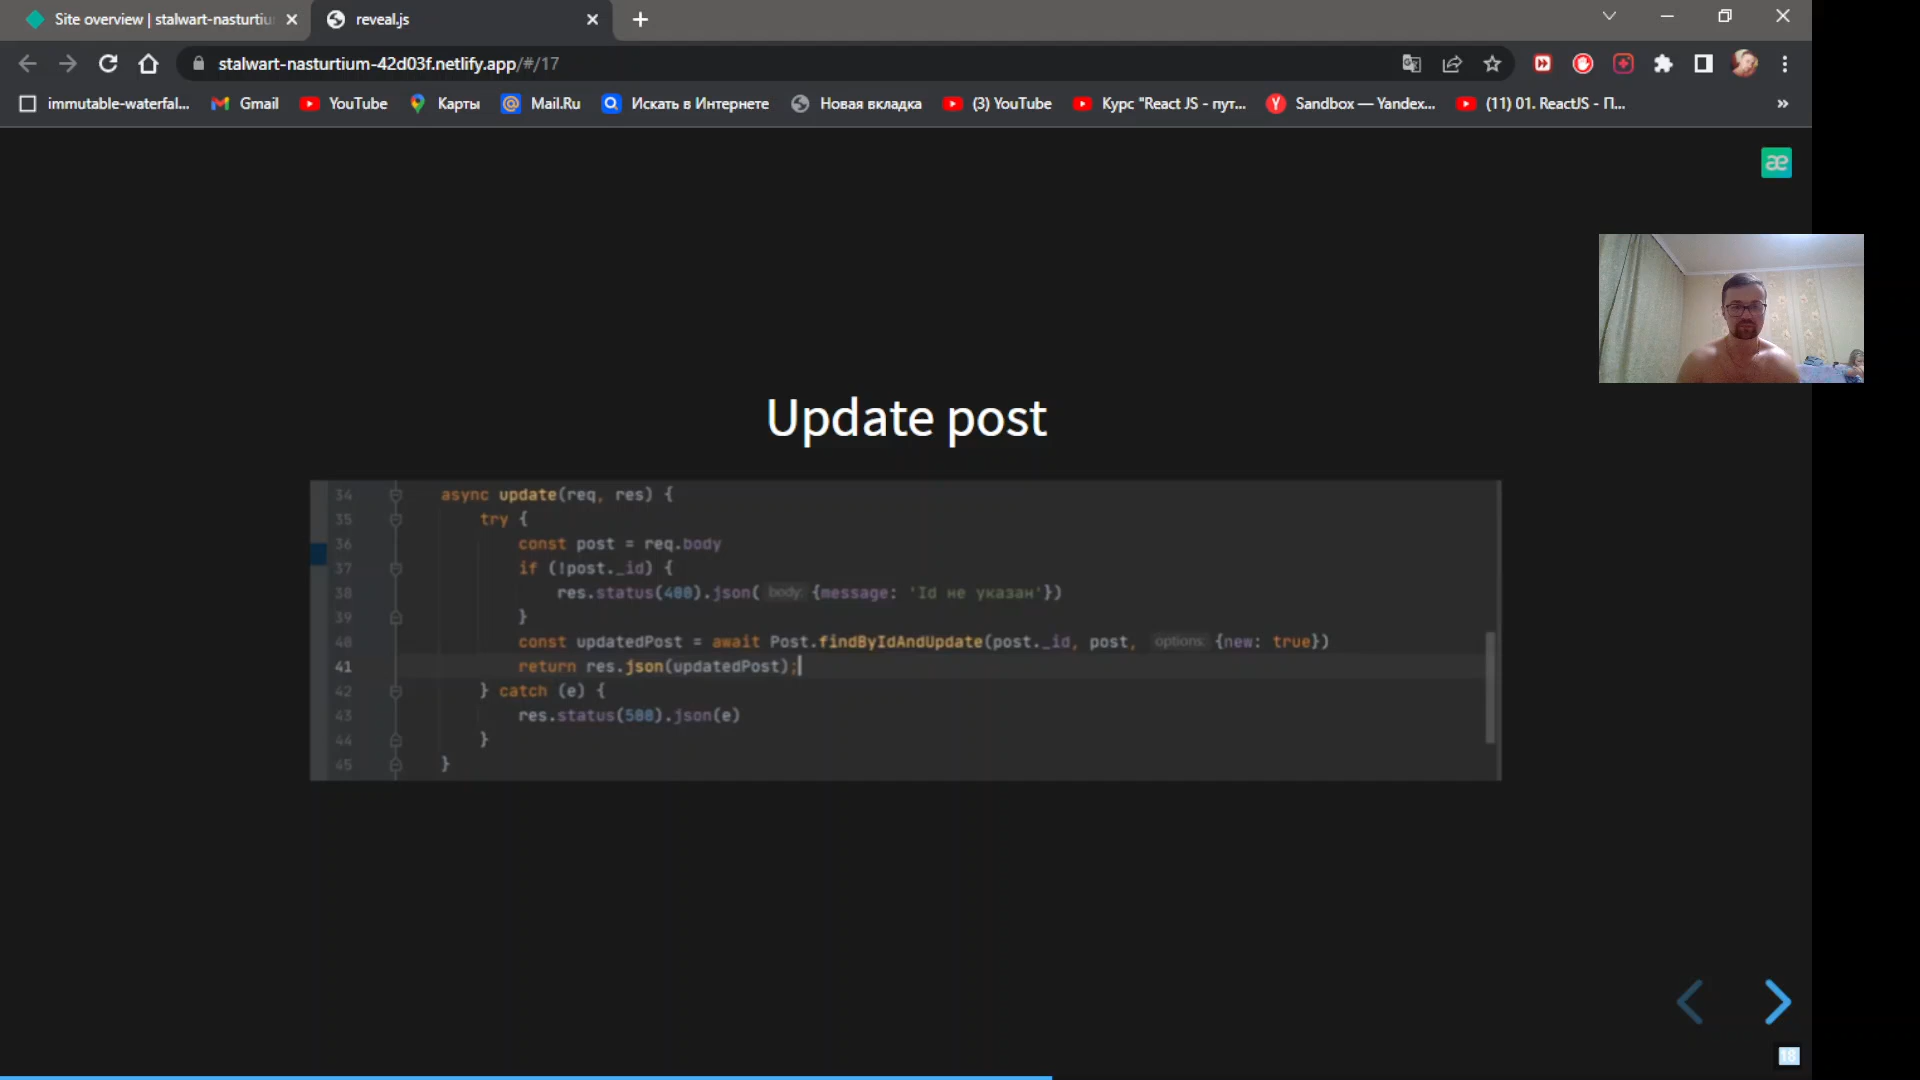 Site overview | stalwart-nasturtiu
reveal.js
stalwart-nasturtium-42d03f.netlify.app/#/17
immutable-waterfal...
Gmail
YouTube
Карты
Mail.Ru
Искать в Интернете
Новая вкладка
(3) YouTube
Курс "React JS - пут...
Sandbox — Yandex...
(11) 01. ReactJS - П...
æ
Update post
34 async update(req, res) {
35 try {
36 const post = req.body
37 if (!post._id) {
38 res.status(400).json( body: {message: 'Id не указан'})
39 }
40 const updatedPost = await Post.findByIdAndUpdate(post._id, post, options: {new: true})
41 return res.json(updatedPost);
42 } catch (e) {
43 res.status(500).json(e)
44 }
45 }
18